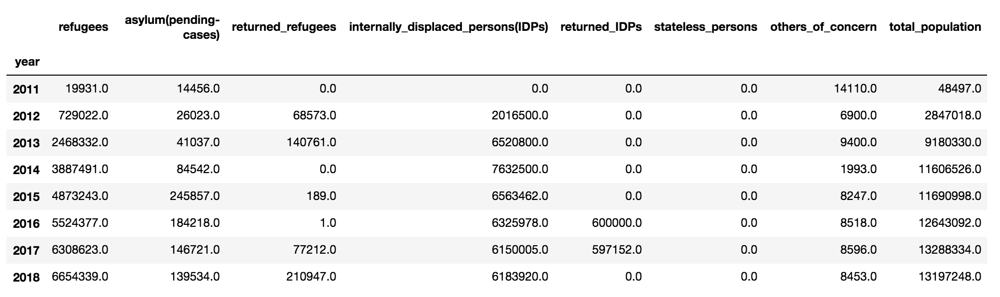 refugees asylum(pending-cases) returned_refugees internally_displaced_persons(IDPs) returned_IDPs stateless_persons others_of_concern total_population
year
2011 19931.0 14456.0 0.0 0.0 0.0 0.0 14110.0 48497.0
2012 729022.0 26023.0 68573.0 2016500.0 0.0 0.0 6900.0 2847018.0
2013 2468332.0 41037.0 140761.0 6520800.0 0.0 0.0 9400.0 9180330.0
2014 3887491.0 84542.0 0.0 7632500.0 0.0 0.0 1993.0 11606526.0
2015 4873243.0 245857.0 189.0 6563462.0 0.0 0.0 8247.0 11690998.0
2016 5524377.0 184218.0 1.0 6325978.0 600000.0 0.0 8518.0 12643092.0
2017 6308623.0 146721.0 77212.0 6150005.0 597152.0 0.0 8596.0 13288334.0
2018 6654339.0 139534.0 210947.0 6183920.0 0.0 0.0 8453.0 13197248.0